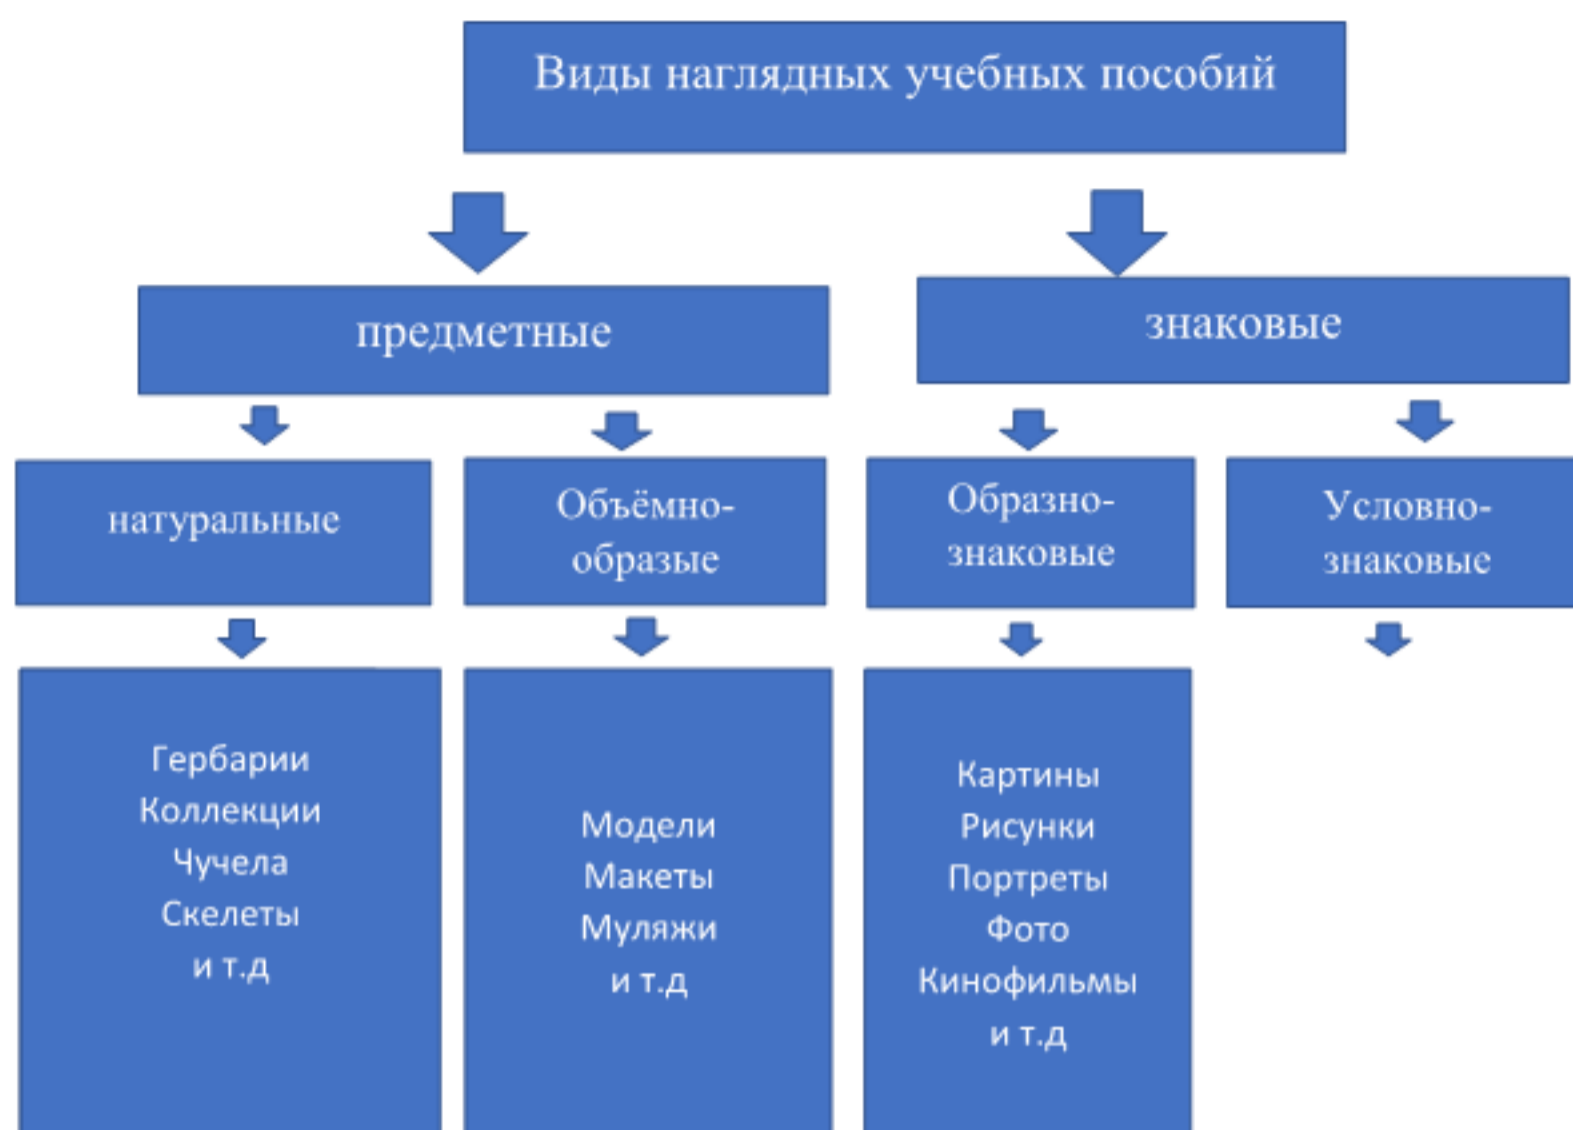 Виды наглядных учебных пособий
предметные
знаковые
натуральные
Объёмно-
образые
Образно-
знаковые
Условно-
знаковые
Гербарии
Коллекции
Чучела
Скелеты
и т.д
Модели
Макеты
Муляжи
и т.д
Картины
Рисунки
Портреты
Фото
Кинофильмы
и т.д